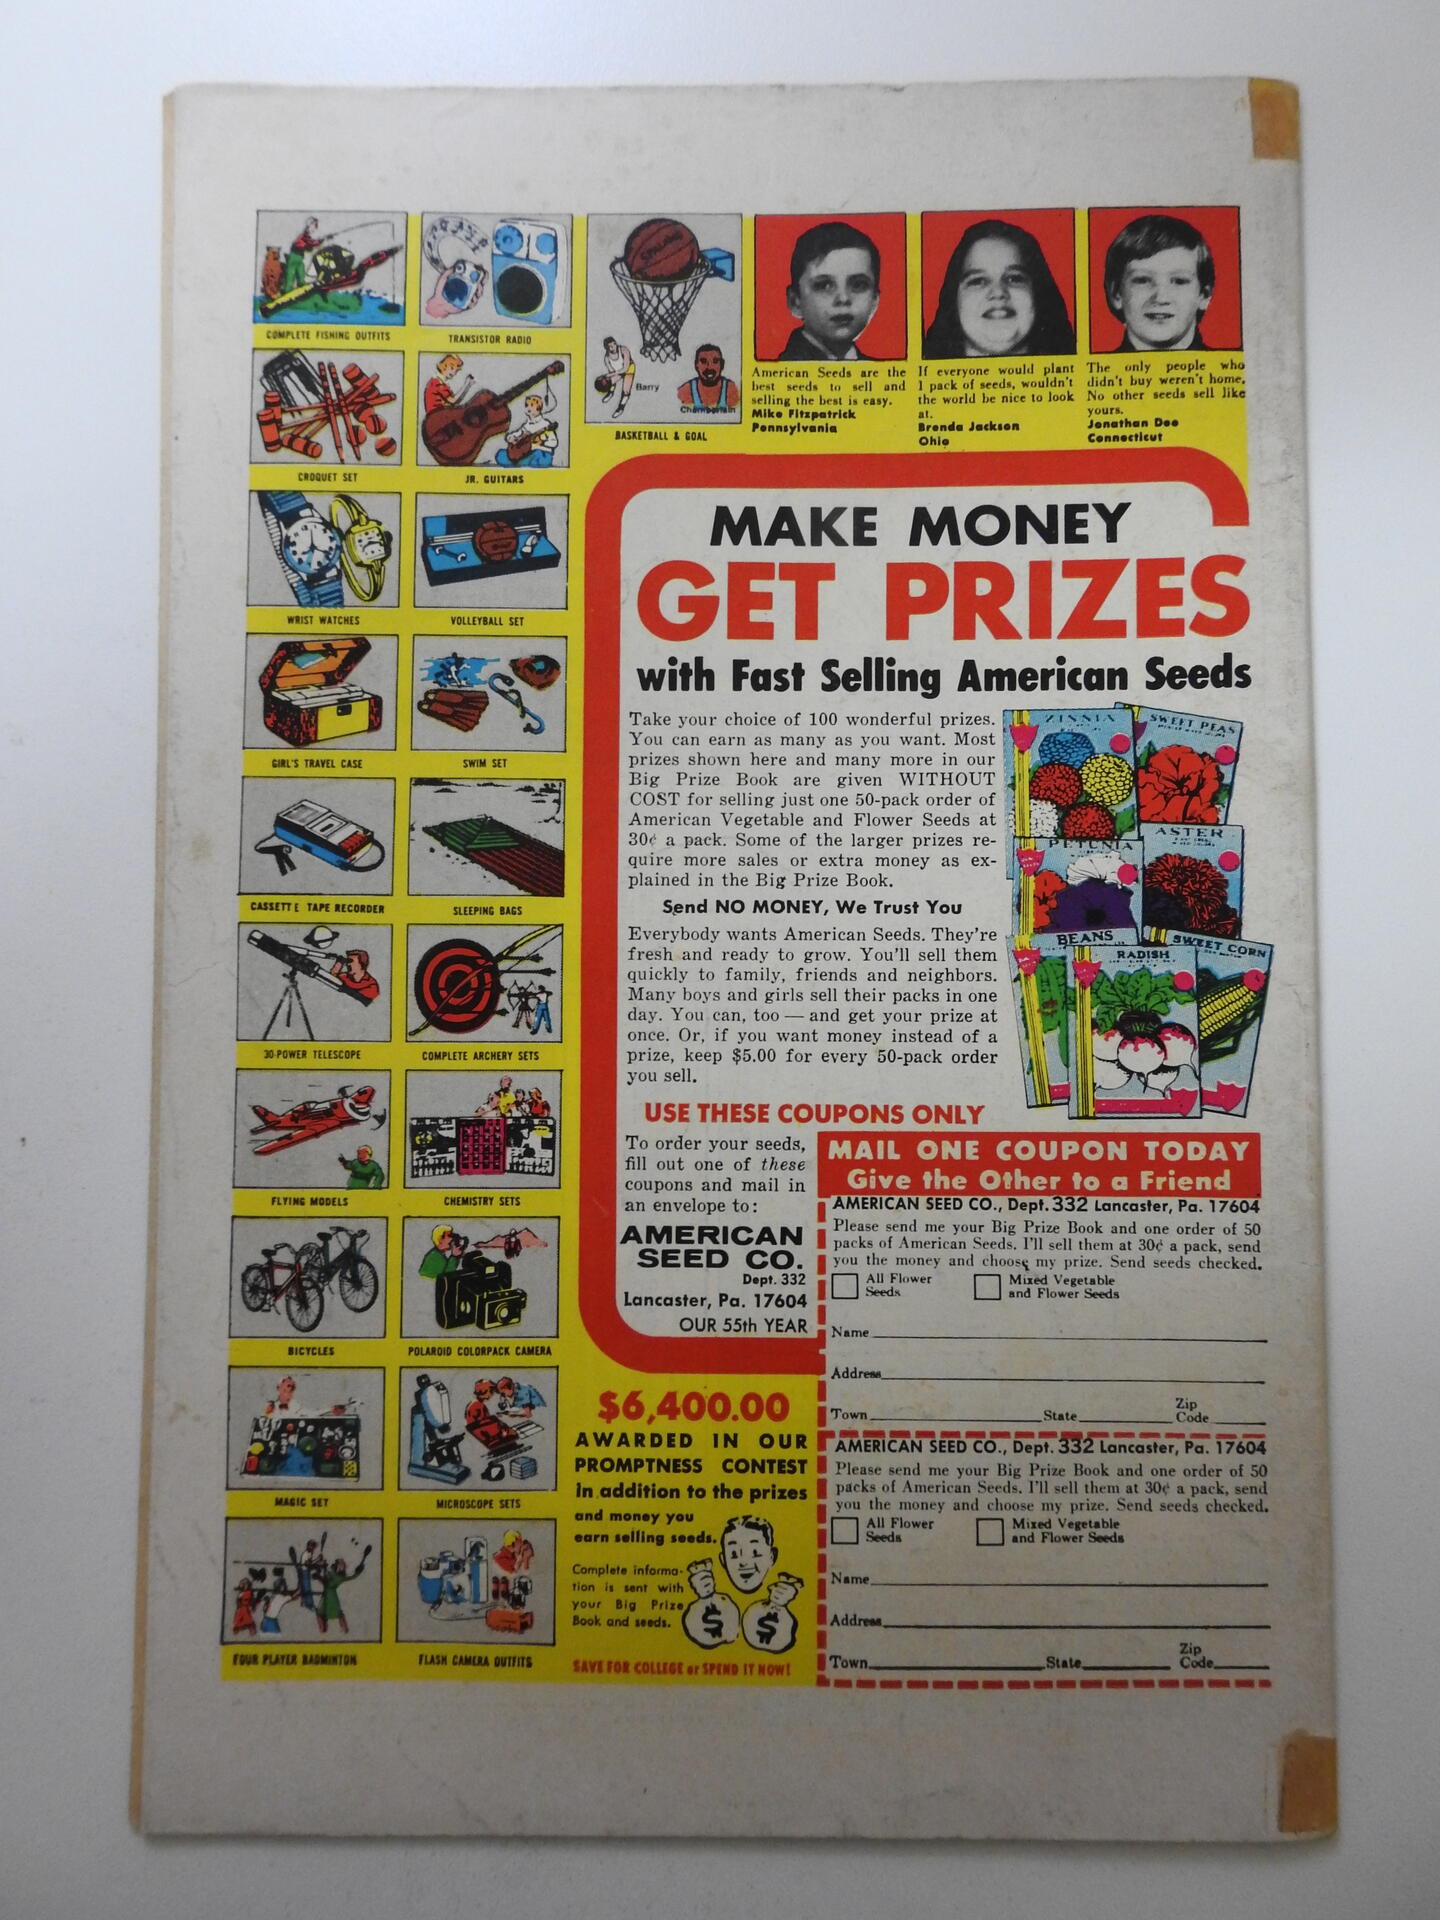 COMPLETE FISHING OUTFITS
TRANSISTOR RADIO
SPALDING
Barry
Chamberlain
BASKETBALL & GOAL
CROQUET SET
JR. GUITARS
WRIST WATCHES
VOLLEYBALL SET
GIRL'S TRAVEL CASE
SWIM SET
CASSETTE TAPE RECORDER
SLEEPING BAGS
30-POWER TELESCOPE
COMPLETE ARCHERY SETS
FLYING MODELS
CHEMISTRY SETS
BICYCLES
POLAROID COLORPACK CAMERA
MAGIC SET
MICROSCOPE SETS
FOUR PLAYER BADMINTON
FLASH CAMERA OUTFITS
American Seeds are the
best seeds to sell and
selling the best is easy.
Mike Fitzpatrick
Pennsylvania
If everyone would plant
1 pack of seeds, wouldn't
the world be nice to look
at.
Brenda Jackson
Ohio
The only people who
didn't buy weren't home.
No other seeds sell like
yours.
Jonathan Dee
Connecticut
MAKE MONEY
GET PRIZES
with Fast Selling American Seeds
Take your choice of 100 wonderful prizes.
You can earn as many as you want. Most
prizes shown here and many more in our
Big Prize Book are given WITHOUT
COST for selling just one 50-pack order of
American Vegetable and Flower Seeds at
30¢ a pack. Some of the larger prizes re-
quire more sales or extra money as ex-
plained in the Big Prize Book.
Send NO MONEY, We Trust You
Everybody wants American Seeds. They're
fresh and ready to grow. You'll sell them
quickly to family, friends and neighbors.
Many boys and girls sell their packs in one
day. You can, too — and get your prize at
once. Or, if you want money instead of a
prize, keep $5.00 for every 50-pack order
you sell.
ZINNIA
SWEET PEAS
PETUNIA
ASTER
BEANS
RADISH
SWEET CORN
USE THESE COUPONS ONLY
To order your seeds,
fill out one of these
coupons and mail in
an envelope to:
AMERICAN
SEED CO.
Dept. 332
Lancaster, Pa. 17604
OUR 55th YEAR
MAIL ONE COUPON TODAY
Give the Other to a Friend
AMERICAN SEED CO., Dept. 332 Lancaster, Pa. 17604
Please send me your Big Prize Book and one order of 50
packs of American Seeds. I'll sell them at 30¢ a pack, send
you the money and choose my prize. Send seeds checked.
All Flower
Seeds
Mixed Vegetable
and Flower Seeds
Name
Address
Town State Zip Code
AMERICAN SEED CO., Dept. 332 Lancaster, Pa. 17604
Please send me your Big Prize Book and one order of 50
packs of American Seeds. I'll sell them at 30¢ a pack, send
you the money and choose my prize. Send seeds checked.
All Flower
Seeds
Mixed Vegetable
and Flower Seeds
Name
Address
Town State Zip Code
$6,400.00
AWARDED IN OUR
PROMPTNESS CONTEST
In addition to the prizes
and money you
earn selling seeds.
Complete informa-
tion is sent with
your Big Prize
Book and seeds.
$ $
SAVE FOR COLLEGE or SPEND IT NOW!